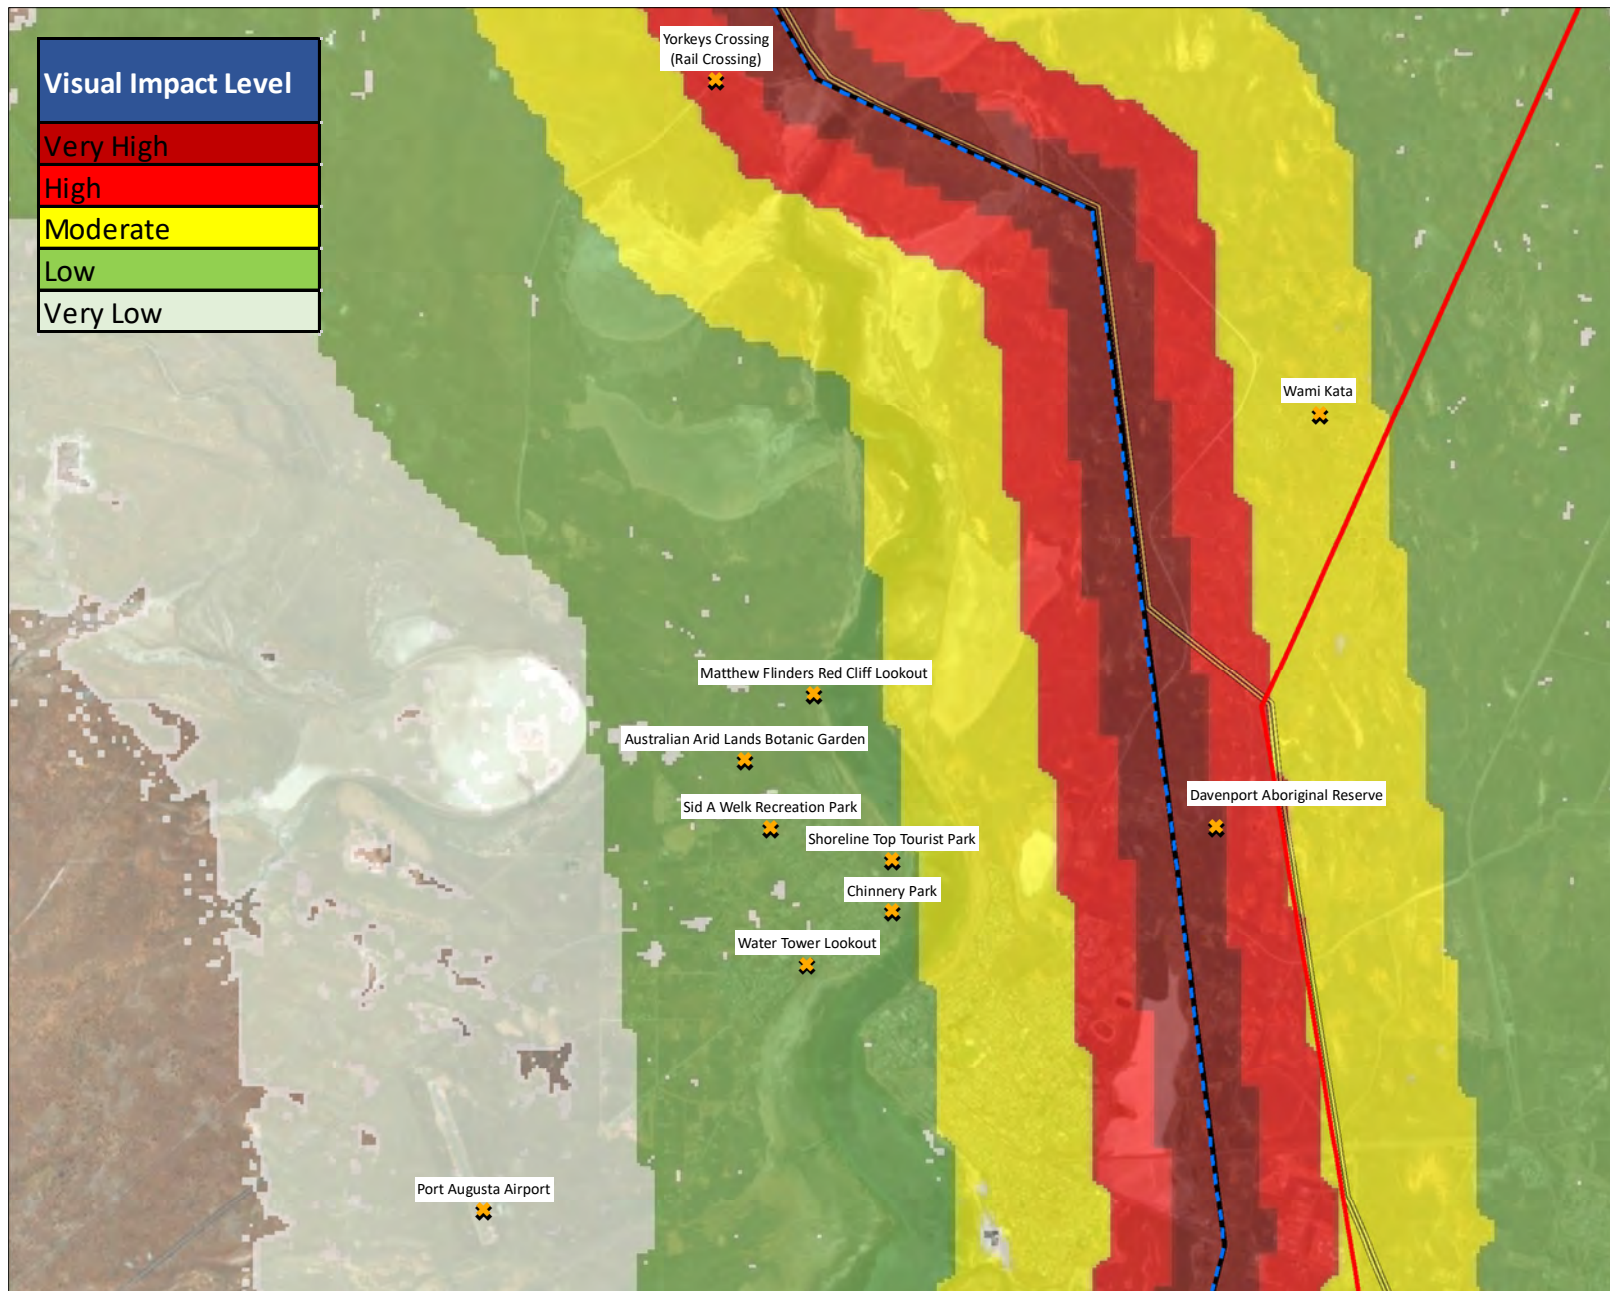 Yorkeys Crossing
(Rail Crossing)
Visual Impact Level
Very High
High
Moderate
Low
Very Low
Wami Kata
Matthew Flinders Red Cliff Lookout
Australian Arid Lands Botanic Garden
Davenport Aboriginal Reserve
Sid A Welk Recreation Park
Shoreline Top Tourist Park
Chinnery Park
Water Tower Lookout
Port Augusta Airport